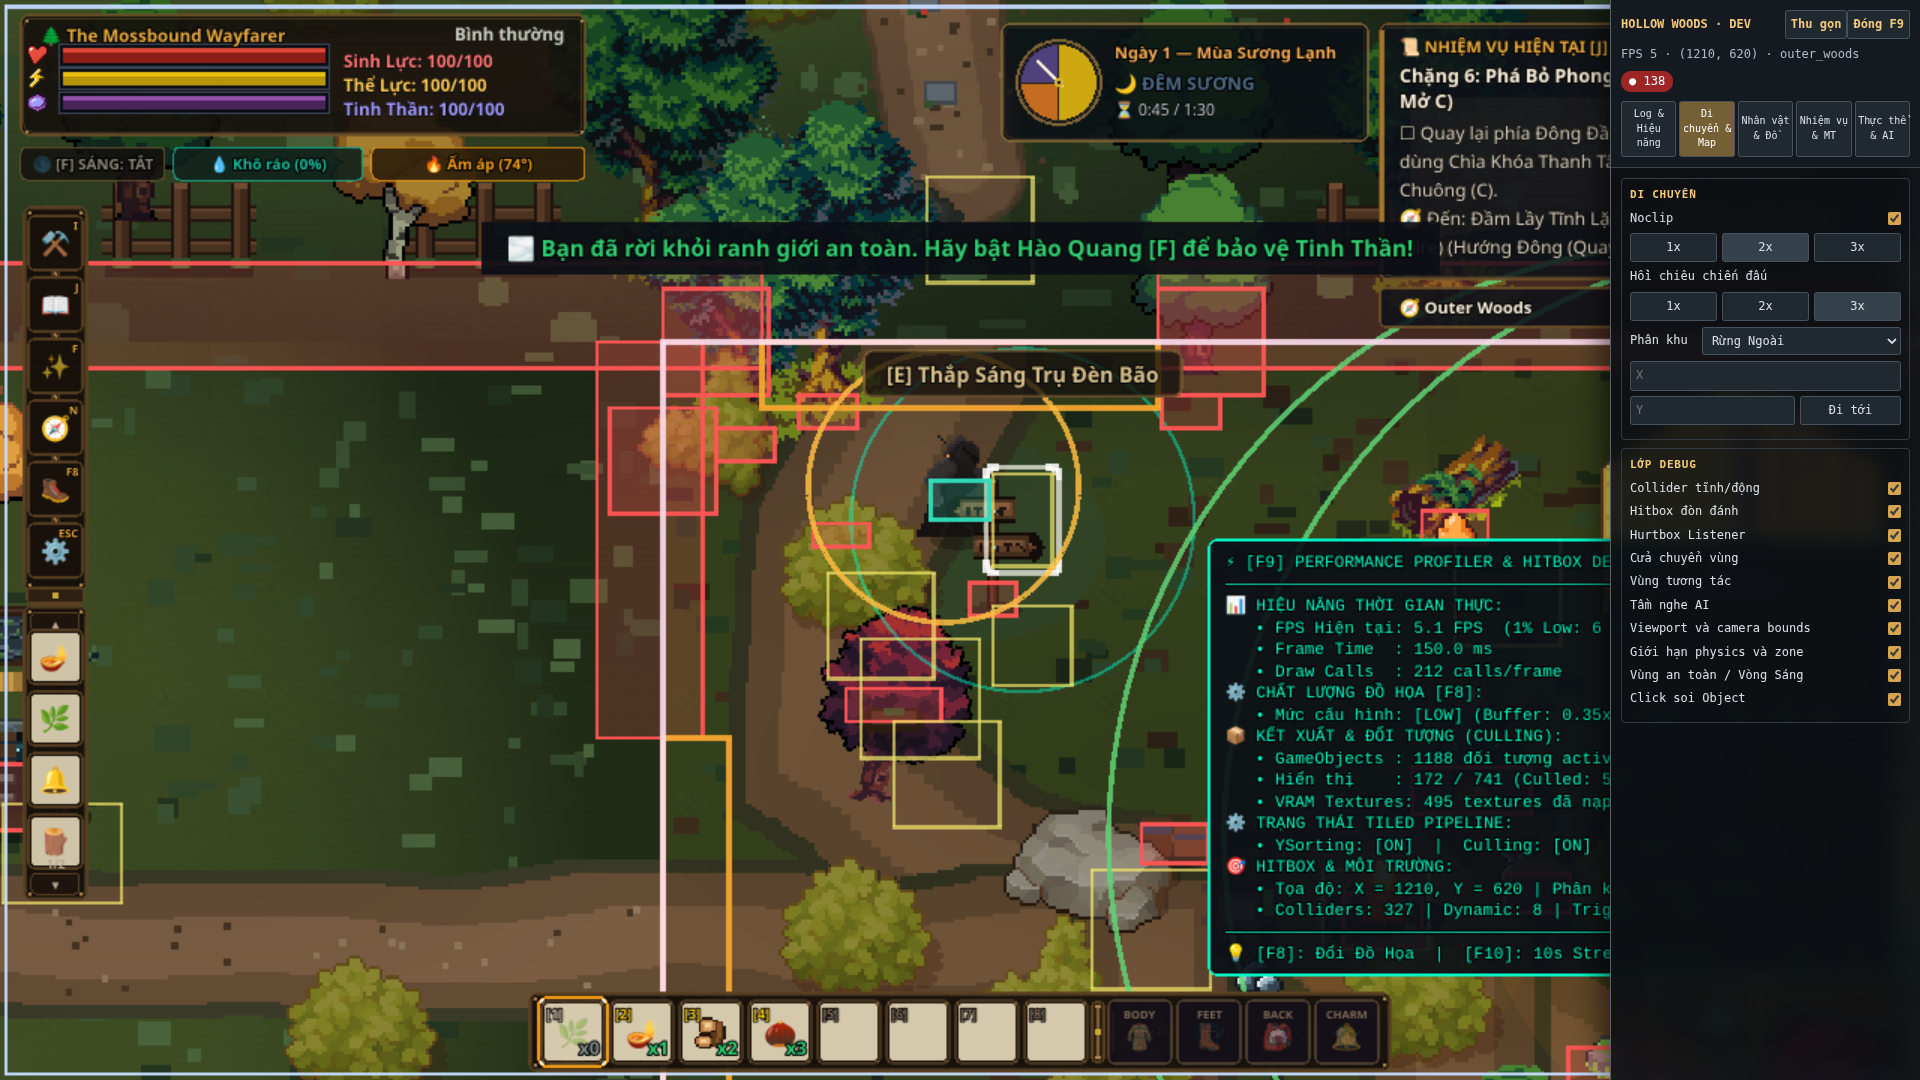 🌲 The Mossbound Wayfarer
Bình thường
Sinh Lực: 100/100
Thể Lực: 100/100
Tinh Thần: 100/100
[F] SÁNG: TẮT
Khô ráo (0%)
Ấm áp (74°)
Ngày 1 — Mùa Sương Lạnh
ĐÊM SƯƠNG
0:45 / 1:30
NHIỆM VỤ HIỆN TẠI [J]
Chặng 6: Phá Bỏ Phong
Mở C)
☐ Quay lại phía Đông Đầ
dùng Chìa Khóa Thanh Tẩ
Chuông (C).
Đến: Đầm Lầy Tĩnh Lặ
) (Hướng Đông (Quay
Outer Woods
Bạn đã rời khỏi ranh giới an toàn. Hãy bật Hào Quang [F] để bảo vệ Tinh Thần!
[E] Thắp Sáng Trụ Đèn Bão
I
J
F
N
F8
ESC
1/2
⚡ [F9] PERFORMANCE PROFILER & HITBOX DE
HIỆU NĂNG THỜI GIAN THỰC:
• FPS Hiện tại: 5.1 FPS (1% Low: 6
• Frame Time : 150.0 ms
• Draw Calls : 212 calls/frame
CHẤT LƯỢNG ĐỒ HỌA [F8]:
• Mức cấu hình: [LOW] (Buffer: 0.35x
KẾT XUẤT & ĐỐI TƯỢNG (CULLING):
• GameObjects : 1188 đối tượng activ
• Hiển thị : 172 / 741 (Culled: 5
• VRAM Textures: 495 textures đã nạp
TRẠNG THÁI TILED PIPELINE:
• YSorting: [ON] | Culling: [ON]
HITBOX & MÔI TRƯỜNG:
• Tọa độ: X = 1210, Y = 620 | Phân k
• Colliders: 327 | Dynamic: 8 | Trig
[F8]: Đổi Đồ Họa | [F10]: 10s Stre
[1] x0
[2] x1
[3] x2
[4] x3
[5]
[6]
[7]
[8]
BODY
FEET
BACK
CHARM
HOLLOW WOODS · DEV
Thu gọn
Đóng F9
FPS 5 · (1210, 620) · outer_woods
● 138
Log & Hiệu năng
Di chuyển & Map
Nhân vật & Đồ
Nhiệm vụ & MT
Thực thể & AI
DI CHUYỂN
Noclip
1x 2x 3x
Hồi chiêu chiến đấu
1x 2x 3x
Phân khu Rừng Ngoài
X
Y Đi tới
LỚP DEBUG
Collider tĩnh/động
Hitbox đòn đánh
Hurtbox Listener
Cửa chuyển vùng
Vùng tương tác
Tầm nghe AI
Viewport và camera bounds
Giới hạn physics và zone
Vùng an toàn / Vòng Sáng
Click soi Object